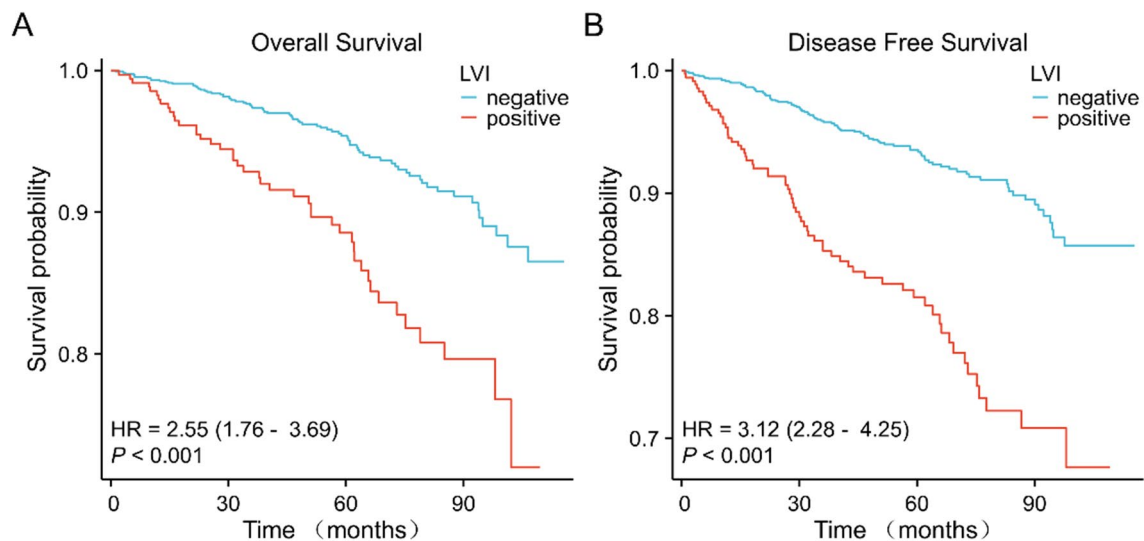 A
Overall Survival
LVI
negative
positive
Survival probability
1.0
0.9
0.8
HR = 2.55 (1.76 - 3.69)
P < 0.001
0
30
60
90
Time （months）
B
Disease Free Survival
LVI
negative
positive
Survival probability
1.0
0.9
0.8
0.7
HR = 3.12 (2.28 - 4.25)
P < 0.001
0
30
60
90
Time （months）